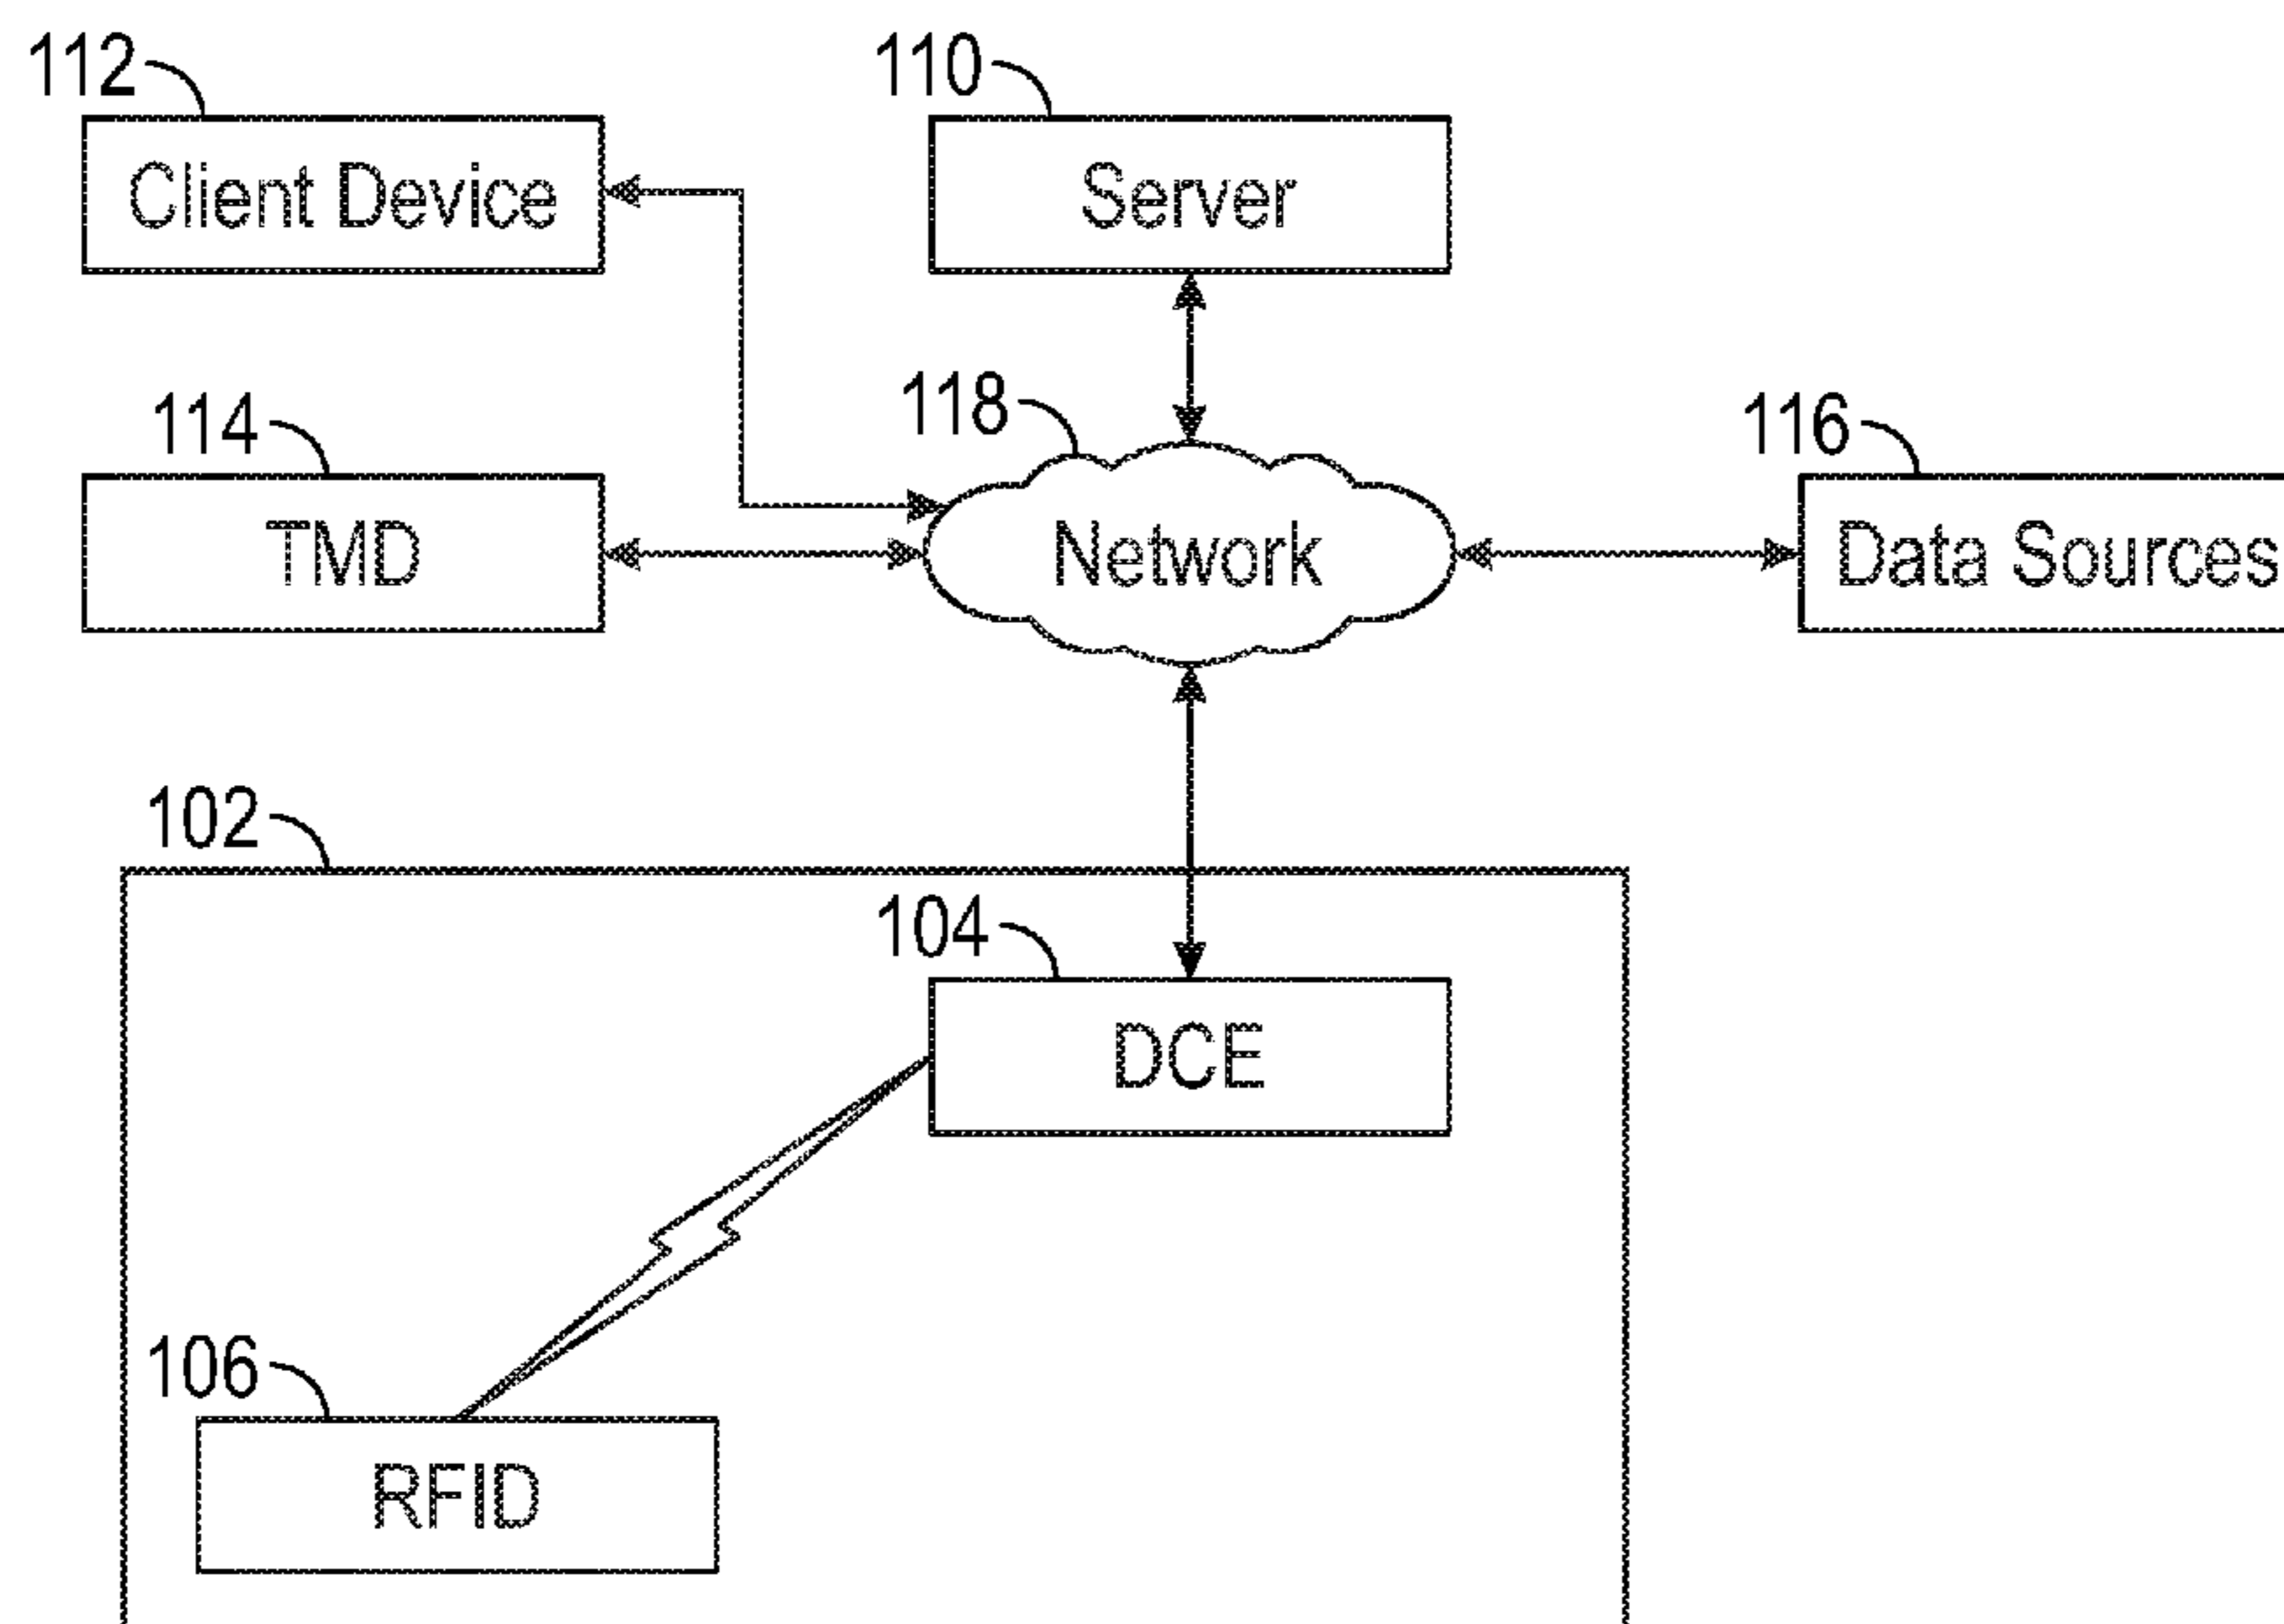 112
110
Client Device
Server
118
114
116
TMD
Network
Data Sources
102
104
DCE
106
RFID